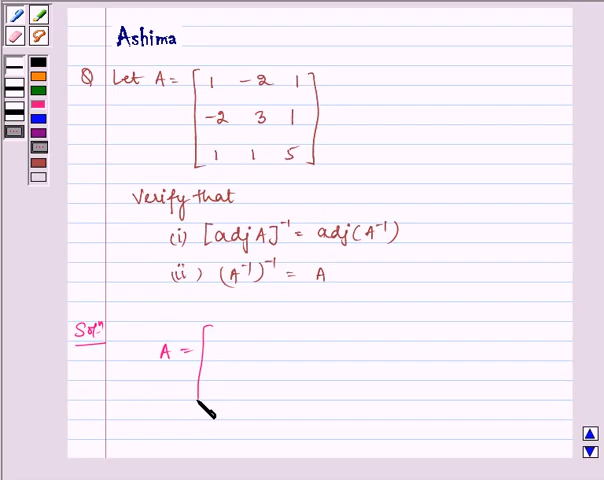 Ashima
Q Let A = [ 1 -2 1
-2 3 1
1 1 5 ]
Verify that
(i) [adj A]⁻¹ = adj(A⁻¹)
(ii) (A⁻¹)⁻¹ = A
Solⁿ
A = [